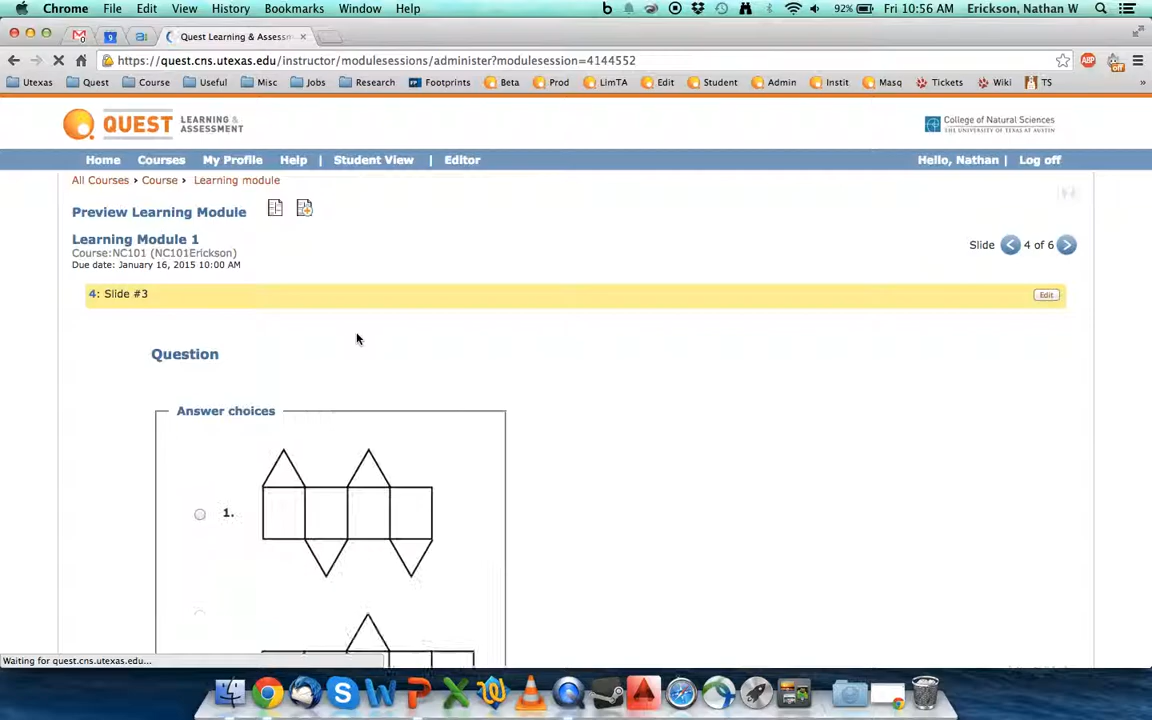 Chrome File Edit View History Bookmarks Window Help 92% Fri 10:56 AM Erickson, Nathan W
Quest Learning & Assessm
https://quest.cns.utexas.edu/instructor/modulesessions/administer?modulesession=4144552
Utexas Quest Course Useful Misc Jobs Research Footprints Beta Prod LimTA Edit Student Admin Instit Masq Tickets Wiki TS
QUEST LEARNING & ASSESSMENT College of Natural Sciences
THE UNIVERSITY OF TEXAS AT AUSTIN
Home Courses My Profile Help | Student View | Editor Hello, Nathan | Log off
All Courses › Course › Learning module
Preview Learning Module
Learning Module 1
Course:NC101 (NC101Erickson)
Due date: January 16, 2015 10:00 AM
Slide < 4 of 6 >
4: Slide #3 Edit
Question
Answer choices
1.
Waiting for quest.cns.utexas.edu...